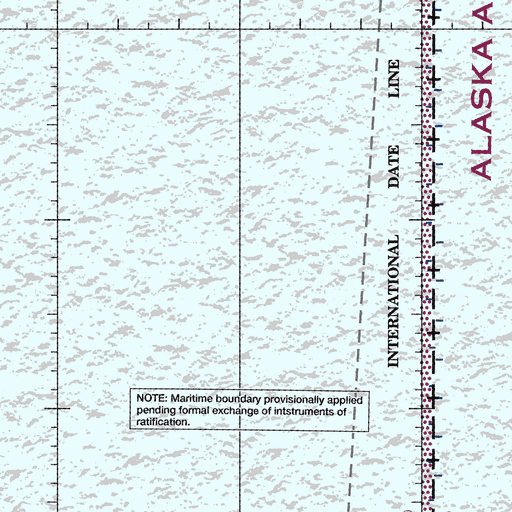 ALASKA A
INTERNATIONAL DATE LINE
NOTE: Maritime boundary provisionally applied
pending formal exchange of intstruments of
ratification.